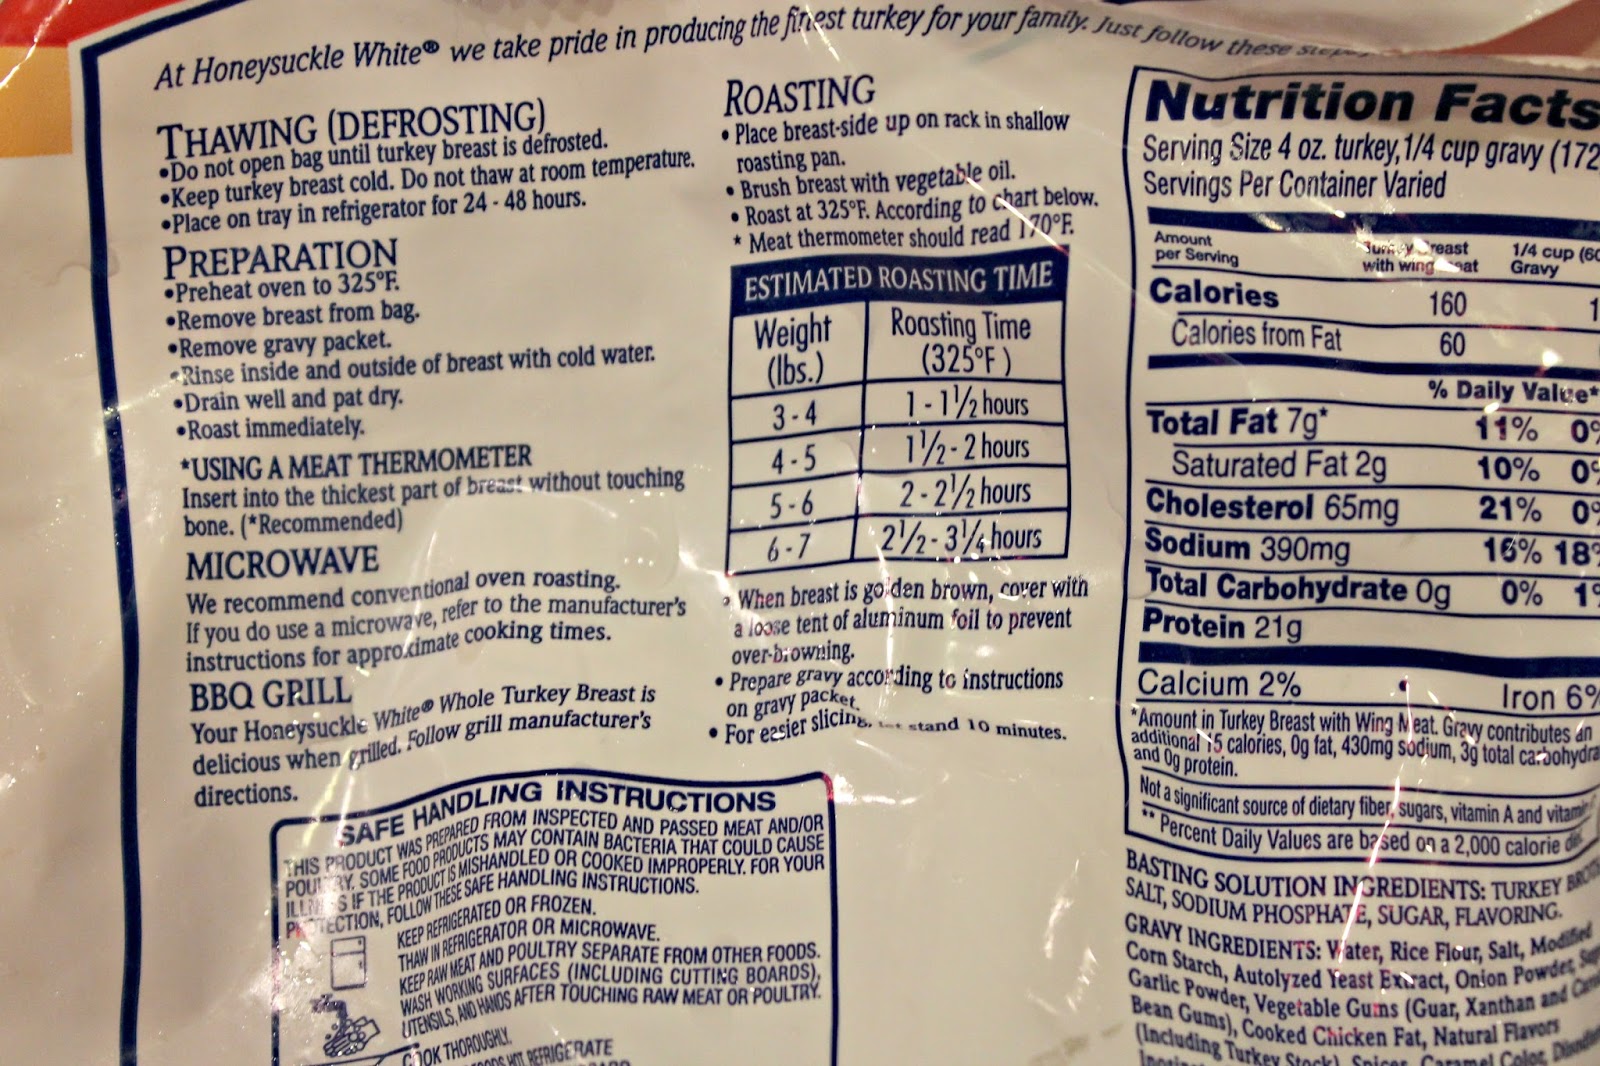 At Honeysuckle White® we take pride in producing the finest turkey for your family. Just follow these
THAWING (DEFROSTING)
•Do not open bag until turkey breast is defrosted.
•Keep turkey breast cold. Do not thaw at room temperature.
•Place on tray in refrigerator for 24 - 48 hours.
PREPARATION
•Preheat oven to 325°F.
•Remove breast from bag.
•Remove gravy packet.
•Rinse inside and outside of breast with cold water.
•Drain well and pat dry.
•Roast immediately.
*USING A MEAT THERMOMETER
Insert into the thickest part of breast without touching
bone. (*Recommended)
MICROWAVE
We recommend conventional oven roasting.
If you do use a microwave, refer to the manufacturer's
instructions for approximate cooking times.
BBQ GRILL
Your Honeysuckle White® Whole Turkey Breast is
delicious when grilled. Follow grill manufacturer's
directions.
SAFE HANDLING INSTRUCTIONS
THIS PRODUCT WAS PREPARED FROM INSPECTED AND PASSED MEAT AND/OR
POULTRY. SOME FOOD PRODUCTS MAY CONTAIN BACTERIA THAT COULD CAUSE
ILLNESS IF THE PRODUCT IS MISHANDLED OR COOKED IMPROPERLY. FOR YOUR
PROTECTION, FOLLOW THESE SAFE HANDLING INSTRUCTIONS.
KEEP REFRIGERATED OR FROZEN.
THAW IN REFRIGERATOR OR MICROWAVE.
KEEP RAW MEAT AND POULTRY SEPARATE FROM OTHER FOODS.
WASH WORKING SURFACES (INCLUDING CUTTING BOARDS),
UTENSILS, AND HANDS AFTER TOUCHING RAW MEAT OR POULTRY.
COOK THOROUGHLY.
HOT REFRIGERATE
ROASTING
• Place breast-side up on rack in shallow
roasting pan.
• Brush breast with vegetable oil.
• Roast at 325°F. According to chart below.
* Meat thermometer should read 170°F.
ESTIMATED ROASTING TIME
Weight (lbs.) Roasting Time (325°F)
3 - 4 1 - 1½ hours
4 - 5 1½ - 2 hours
5 - 6 2 - 2½ hours
6 - 7 2½ - 3¼ hours
• When breast is golden brown, cover with
a loose tent of aluminum foil to prevent
over-browning.
• Prepare gravy according to instructions
on gravy packet.
• For easier slicing, let stand 10 minutes.
Nutrition Facts
Serving Size 4 oz. turkey, 1/4 cup gravy (172
Servings Per Container Varied
Amount per Serving
Turkey Breast with wing meat
1/4 cup (60 Gravy
Calories 160 1
Calories from Fat 60
% Daily Value*
Total Fat 7g* 11% 0%
Saturated Fat 2g 10% 0%
Cholesterol 65mg 21% 0%
Sodium 390mg 16% 18%
Total Carbohydrate 0g 0% 1%
Protein 21g
Calcium 2% • Iron 6%
*Amount in Turkey Breast with Wing Meat. Gravy contributes an
additional 15 calories, 0g fat, 430mg sodium, 3g total carbohydra
and 0g protein.
Not a significant source of dietary fiber, sugars, vitamin A and vitamin
** Percent Daily Values are based on a 2,000 calorie diet.
BASTING SOLUTION INGREDIENTS: TURKEY BROTH
SALT, SODIUM PHOSPHATE, SUGAR, FLAVORING.
GRAVY INGREDIENTS: Water, Rice Flour, Salt, Modified
Corn Starch, Autolyzed Yeast Extract, Onion Powder,
Garlic Powder, Vegetable Gums (Guar, Xanthan and
Bean Gums), Cooked Chicken Fat, Natural Flavors
(Including Turkey Stock), Spices, Caramel Color,